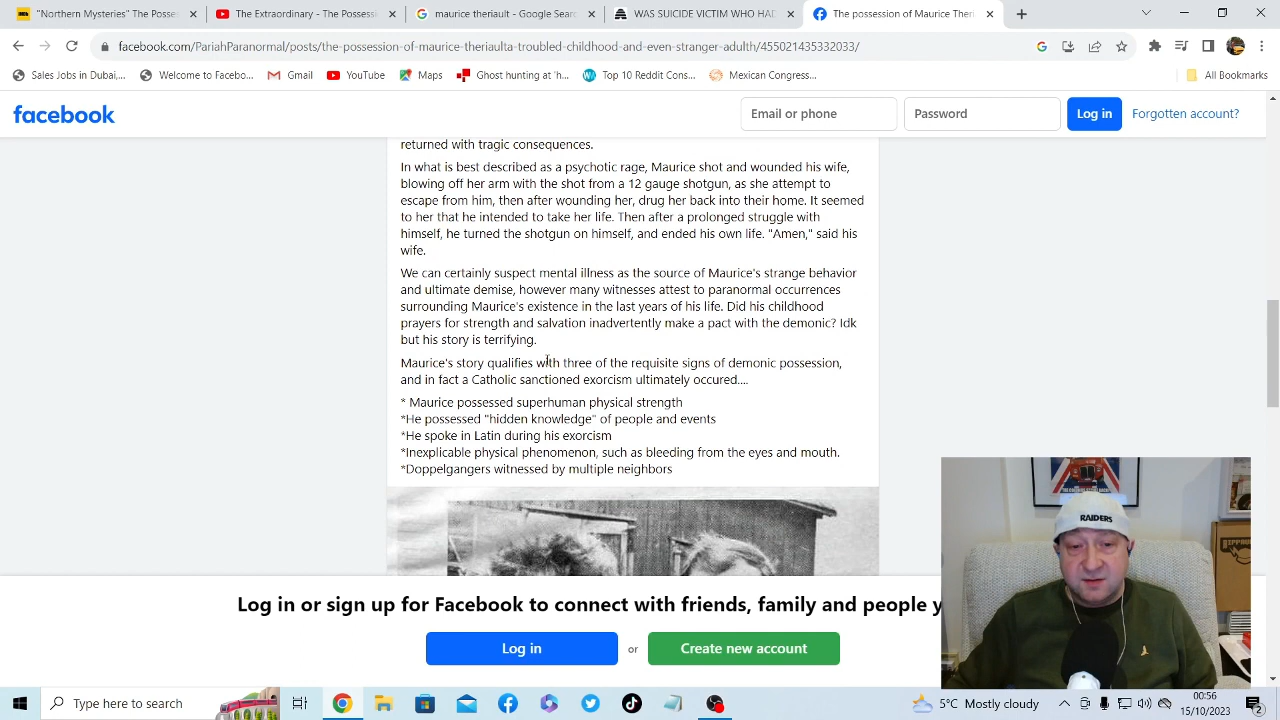 "Northern Mysteries" The Posse
The Extraordinary - The Possess
maurice theriault - Google Sear
WAS SUICIDE VICTIM WHO HAD
The possession of Maurice Theri
facebook.com/PariahParanormal/posts/the-possession-of-maurice-theriaulta-troubled-childhood-and-even-stranger-adulth/455021435332033/
Sales Jobs in Dubai,...
Welcome to Facebo...
Gmail
YouTube
Maps
Ghost hunting at 'h...
Top 10 Reddit Cons...
Mexican Congress...
All Bookmarks
facebook
Email or phone
Password
Log in
Forgotten account?
returned with tragic consequences.
In what is best described as a psychotic rage, Maurice shot and wounded his wife,
blowing off her arm with the shot from a 12 gauge shotgun, as she attempt to
escape from him, then after wounding her, drug her back into their home. It seemed
to her that he intended to take her life. Then after a prolonged struggle with
himself, he turned the shotgun on himself, and ended his own life. "Amen," said his
wife.
We can certainly suspect mental illness as the source of Maurice's strange behavior
and ultimate demise, however many witnesses attest to paranormal occurrences
surrounding Maurice's existence in the last years of his life. Did his childhood
prayers for strength and salvation inadvertently make a pact with the demonic? Idk
but his story is terrifying.
Maurice's story qualifies with three of the requisite signs of demonic possession,
and in fact a Catholic sanctioned exorcism ultimately occured....
* Maurice possessed superhuman physical strength
*He possessed "hidden knowledge" of people and events
*He spoke in Latin during his exorcism
*Inexplicable physical phenomenon, such as bleeding from the eyes and mouth.
*Doppelgangers witnessed by multiple neighbors
RAIDERS
Log in or sign up for Facebook to connect with friends, family and people y
Log in
or
Create new account
Type here to search
5°C Mostly cloudy
00:56
15/10/2023
2